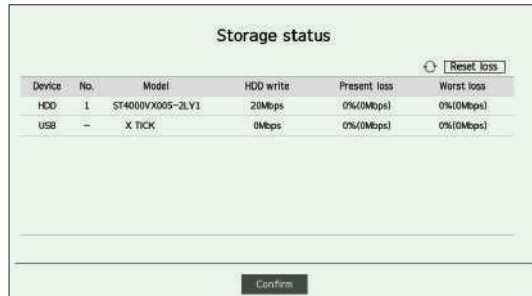 Storage status
Reset loss
Device No. Model HDD write Present loss Worst loss
HDD 1 ST4000VX005-2LY1 20Mbps 0%(0Mbps) 0%(0Mbps)
USB – X TICK 0Mbps 0%(0Mbps) 0%(0Mbps)
Confirm